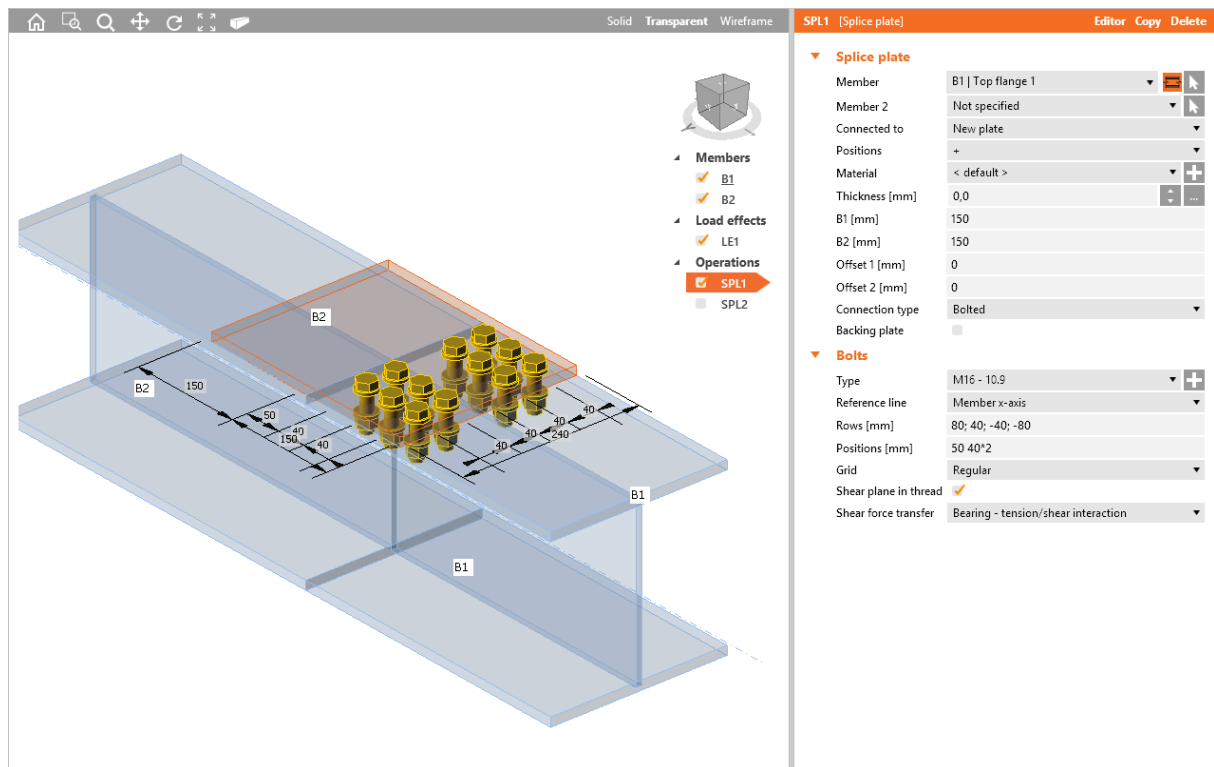 Solid Transparent Wireframe
SPL1 [Splice plate] Editor Copy Delete
Members
B1
B2
Load effects
LE1
Operations
SPL1
SPL2
B2
B2
150
50
40
150
40
40
40
40
40
240
B1
B1
Splice plate
Member B1 | Top flange 1
Member 2 Not specified
Connected to New plate
Positions +
Material < default >
Thickness [mm] 0,0 ...
B1 [mm] 150
B2 [mm] 150
Offset 1 [mm] 0
Offset 2 [mm] 0
Connection type Bolted
Backing plate
Bolts
Type M16 - 10.9
Reference line Member x-axis
Rows [mm] 80; 40; -40; -80
Positions [mm] 50 40*2
Grid Regular
Shear plane in thread
Shear force transfer Bearing - tension/shear interaction